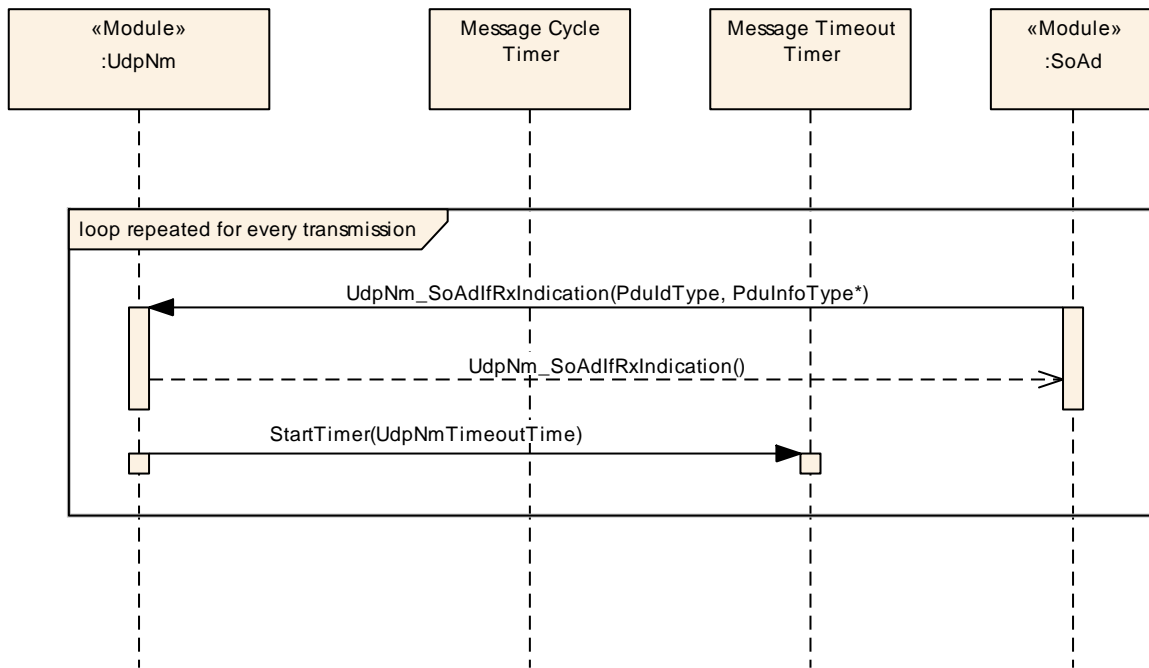 «Module»
:UdpNm
Message Cycle
Timer
Message Timeout
Timer
«Module»
:SoAd
loop repeated for every transmission
UdpNm_SoAdIfRxIndication(PduIdType, PduInfoType*)
UdpNm_SoAdIfRxIndication()
StartTimer(UdpNmTimeoutTime)